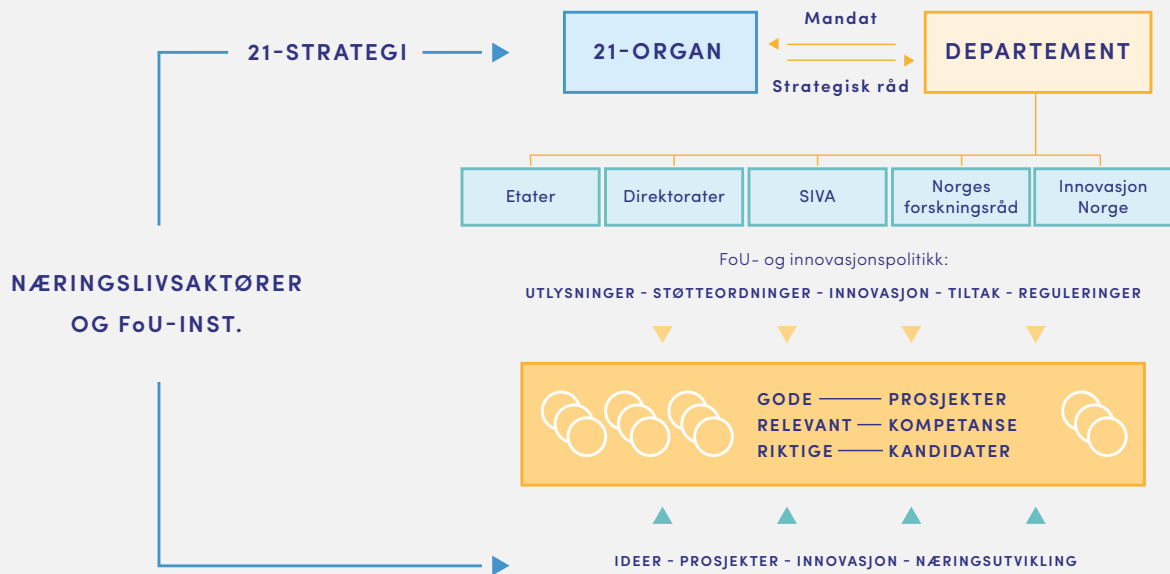 Mandat
21-STRATEGI
21-ORGAN
DEPARTEMENT
Strategisk råd
Etater
Direktorater
SIVA
Norges
forskningsråd
Innovasjon
Norge
FoU- og innovasjonspolitikk:
NÆRINGSLIVSAKTØRER
OG FoU-INST.
UTLYSNINGER - STØTTEORDNINGER - INNOVASJON - TILTAK - REGULERINGER
GODE PROSJEKTER
RELEVANT KOMPETANSE
RIKTIGE KANDIDATER
IDEER - PROSJEKTER - INNOVASJON - NÆRINGSUTVIKLING